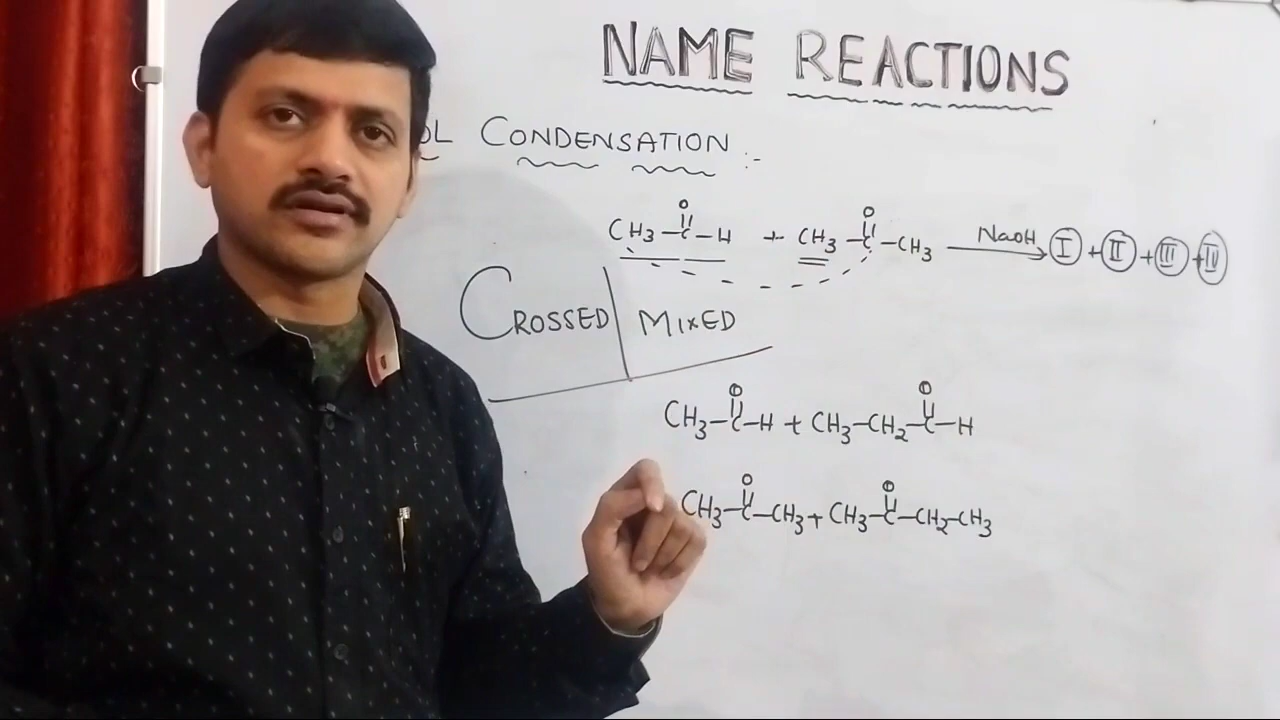 NAME REACTIONS
OL CONDENSATION :-
O O
CH3-C-H + CH3-C-CH3 NaOH I + II + III + IV
CROSSED MIXED
O O
CH3-C-H + CH3-CH2-C-H
O O
CH3-C-CH3 + CH3-C-CH2-CH3